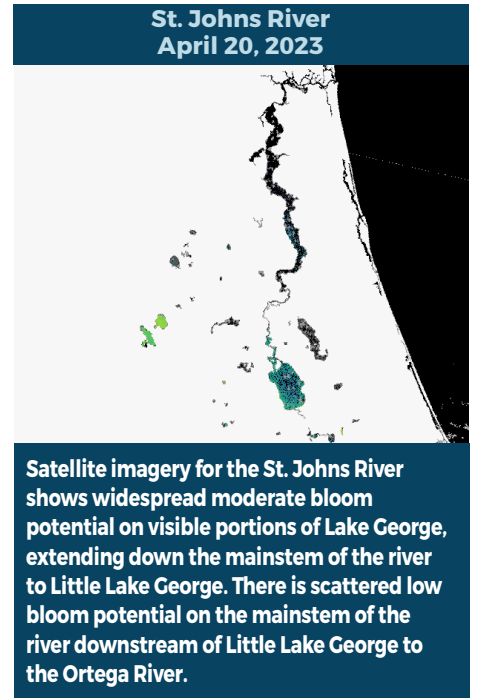 St. Johns River
April 20, 2023
Satellite imagery for the St. Johns River
shows widespread moderate bloom
potential on visible portions of Lake George,
extending down the mainstem of the river
to Little Lake George. There is scattered low
bloom potential on the mainstem of the
river downstream of Little Lake George to
the Ortega River.